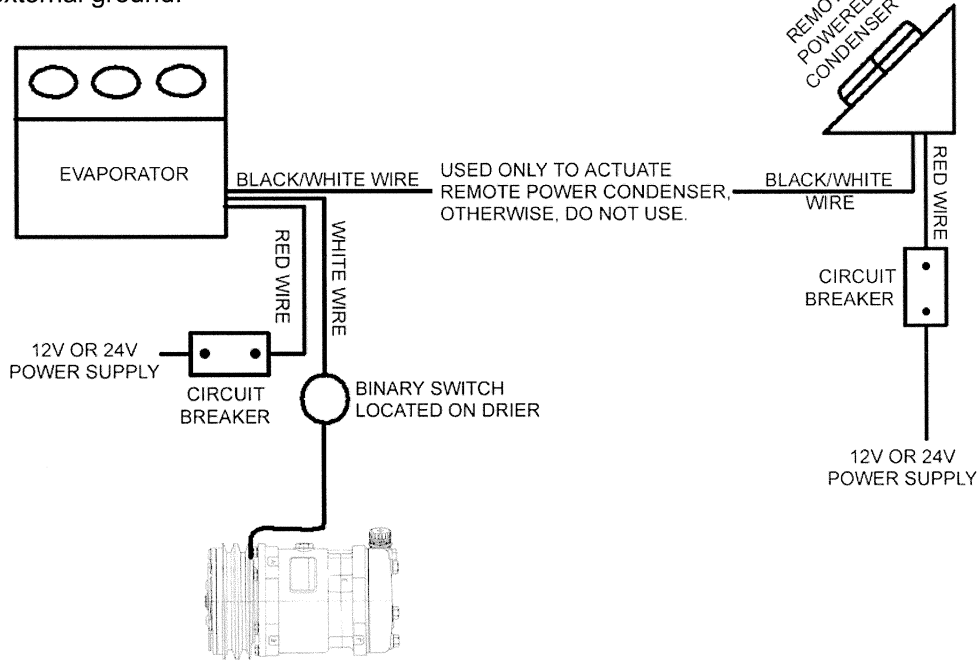 external ground.
REMOTE
POWERED
CONDENSER
EVAPORATOR
BLACK/WHITE WIRE
USED ONLY TO ACTUATE
REMOTE POWER CONDENSER,
OTHERWISE, DO NOT USE.
BLACK/WHITE
WIRE
RED WIRE
RED WIRE
WHITE WIRE
CIRCUIT
BREAKER
12V OR 24V
POWER SUPPLY
CIRCUIT
BREAKER
BINARY SWITCH
LOCATED ON DRIER
12V OR 24V
POWER SUPPLY